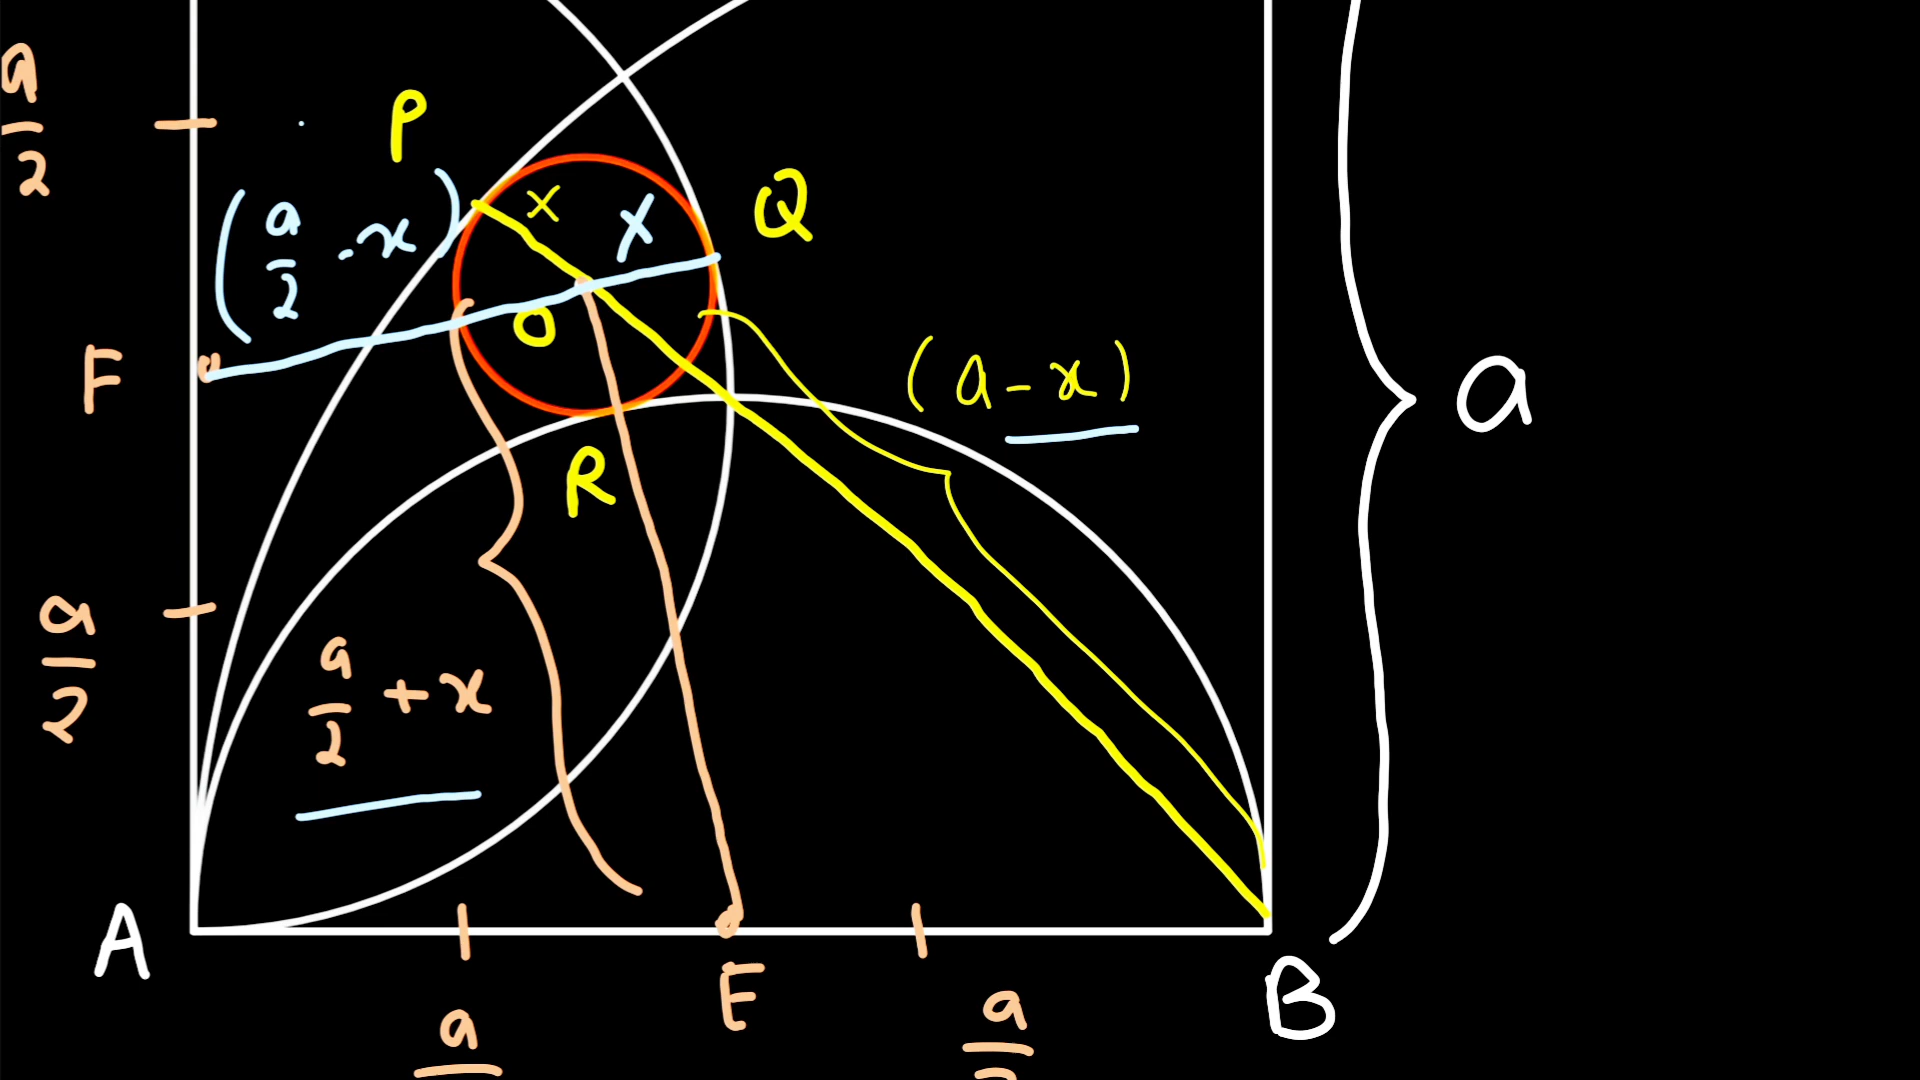 a/2
P
x
x
Q
(a/2 - x)
O
F
(a - x)
a
R
a/2
a/2 + x
A
E
B
a
a